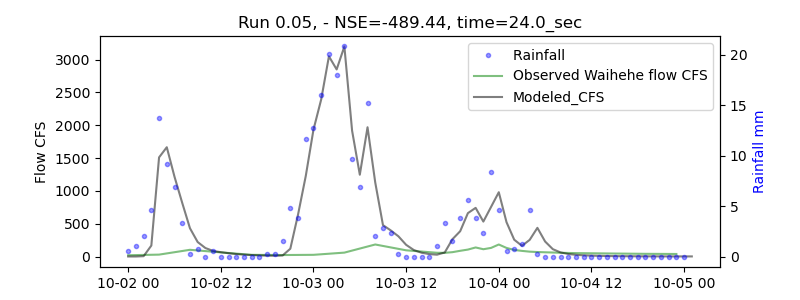 Run 0.05, - NSE=-489.44, time=24.0_sec
Flow CFS
3000
2500
2000
1500
1000
500
0
Rainfall
Observed Waihehe flow CFS
Modeled_CFS
20
15
10
5
0
Rainfall mm
10-02 00 10-02 12 10-03 00 10-03 12 10-04 00 10-04 12 10-05 00